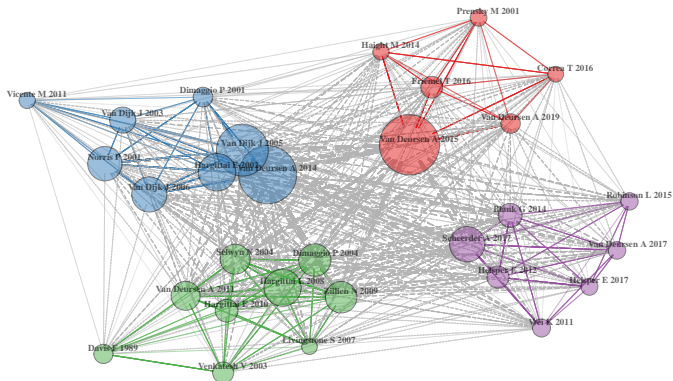 Prensky M 2001
Haight M 2014
Correa T 2016
Friemel T 2016
Vicente M 2011
Dimaggio P 2001
Van Dijk J 2003
Van Deursen A 2019
Van Deursen A 2015
Van Dijk J 2005
Norris P 2001
Hargittai E 2002
Van Deursen A 2014
Van Dijk J 2006
Robinson L 2015
Blank G 2014
Scheerder A 2017
Van Deursen A 2017
Selwyn N 2004
Dimaggio P 2004
Helsper E 2012
Hargittai E 2008
Helsper E 2017
Van Deursen A 2011
Zillien N 2009
Hargittai E 2010
Wei K 2011
Livingstone S 2007
Davis F 1989
Venkatesh V 2003